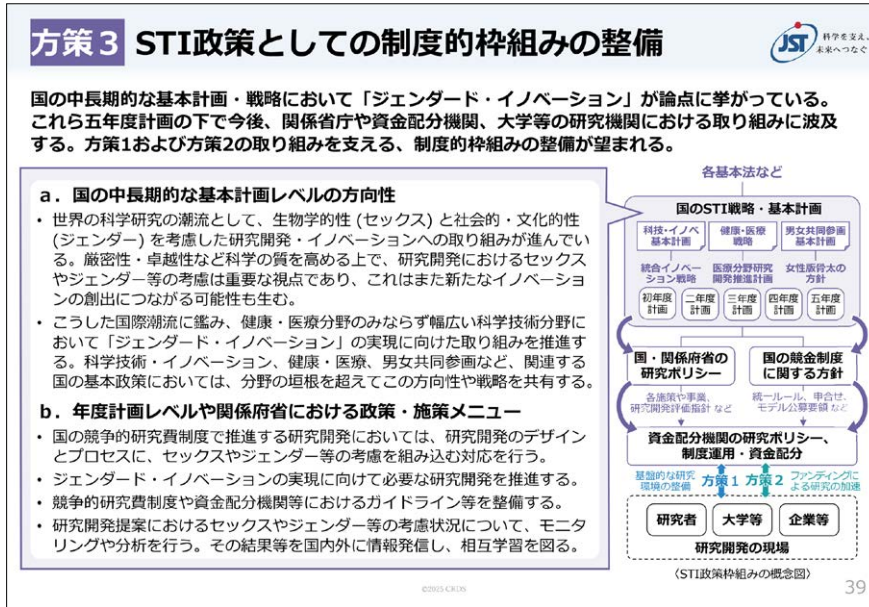 方策3 STI政策としての制度的枠組みの整備
JST
科学を支え、
未来へつなぐ
国の中長期的な基本計画・戦略において「ジェンダード・イノベーション」が論点に挙がっている。
これら五年度計画の下で今後、関係省庁や資金配分機関、大学等の研究機関における取り組みに波及
する。方策1および方策2の取り組みを支える、制度的枠組みの整備が望まれる。
a．国の中長期的な基本計画レベルの方向性
・世界の科学研究の潮流として、生物学的性 (セックス) と社会的・文化的性
(ジェンダー) を考慮した研究開発・イノベーションへの取り組みが進んでい
る。厳密性・卓越性など科学の質を高める上で、研究開発におけるセックス
やジェンダー等の考慮は重要な視点であり、これはまた新たなイノベーション
の創出につながる可能性も生む。
・こうした国際潮流に鑑み、健康・医療分野のみならず幅広い科学技術分野に
おいて「ジェンダード・イノベーション」の実現に向けた取り組みを推進す
る。科学技術・イノベーション、健康・医療、男女共同参画など、関連する
国の基本政策においては、分野の垣根を超えてこの方向性や戦略を共有する。
b．年度計画レベルや関係府省における政策・施策メニュー
・国の競争的研究費制度で推進する研究開発においては、研究開発のデザイン
とプロセスに、セックスやジェンダー等の考慮を組み込む対応を行う。
・ジェンダード・イノベーションの実現に向けて必要な研究開発を推進する。
・競争的研究費制度や資金配分機関等におけるガイドライン等を整備する。
・研究開発提案におけるセックスやジェンダー等の考慮状況について、モニタ
リングや分析を行う。その結果等を国内外に情報発信し、相互学習を図る。
各基本法など
国のSTI戦略・基本計画
科技・イノベ
基本計画
健康・医療
戦略
男女共同参画
基本計画
統合イノベー
ション戦略
医療分野研究
開発推進計画
女性版骨太の
方針
初年度
計画
二年度
計画
三年度
計画
四年度
計画
五年度
計画
国・関係府省の
研究ポリシー
国の競金制度
に関する方針
各施策や事業、
研究開発評価指針 など
統一ルール、申合せ、
モデル公募要領 など
資金配分機関の研究ポリシー、
制度運用・資金配分
基盤的な研究
環境の整備
方策1 方策2
ファンディングに
よる研究の加速
研究者 大学等 企業等
研究開発の現場
〈STI政策枠組みの概念図〉
©2025 CRDS
39